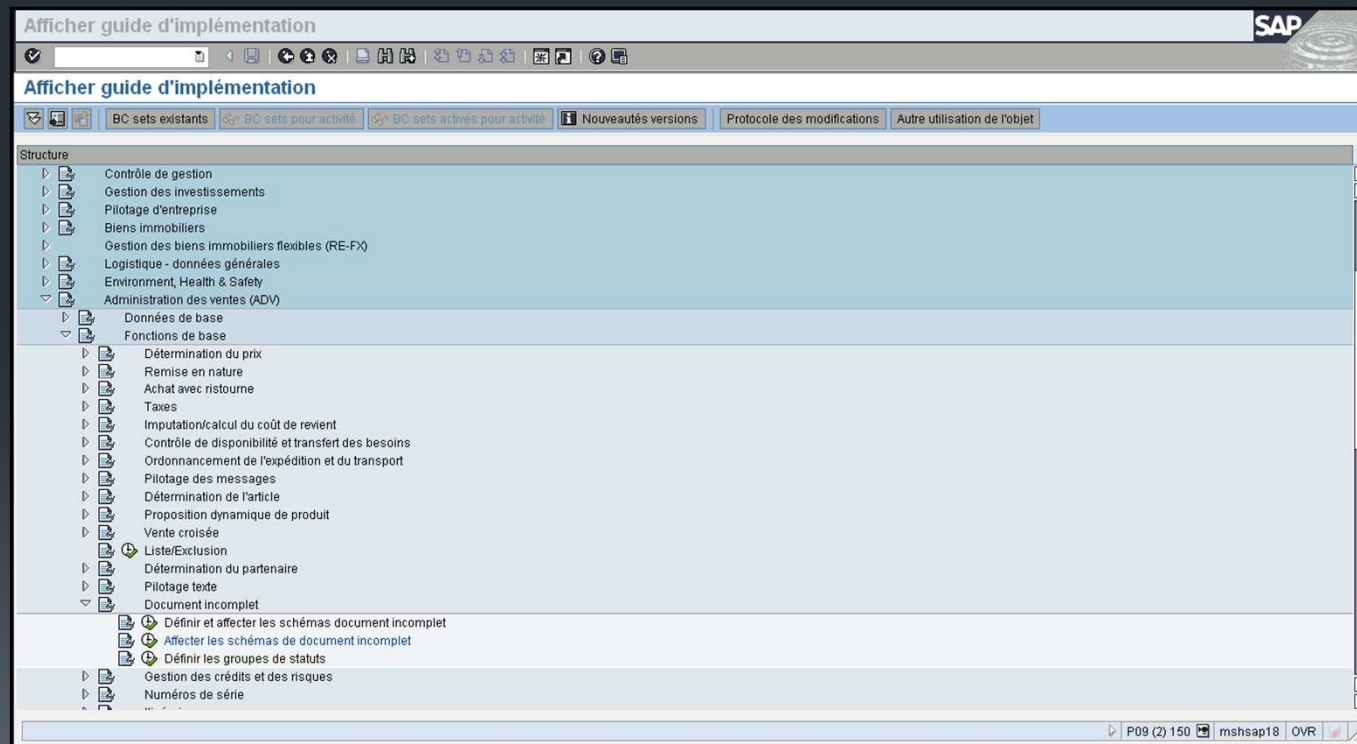 Afficher guide d'implémentation
SAP
Afficher guide d'implémentation
BC sets existants BC sets pour activité BC sets activés pour activité Nouveautés versions Protocole des modifications Autre utilisation de l'objet
Structure
Contrôle de gestion
Gestion des investissements
Pilotage d'entreprise
Biens immobiliers
Gestion des biens immobiliers flexibles (RE-FX)
Logistique - données générales
Environment, Health & Safety
Administration des ventes (ADV)
Données de base
Fonctions de base
Détermination du prix
Remise en nature
Achat avec ristourne
Taxes
Imputation/calcul du coût de revient
Contrôle de disponibilité et transfert des besoins
Ordonnancement de l'expédition et du transport
Pilotage des messages
Détermination de l'article
Proposition dynamique de produit
Vente croisée
Liste/Exclusion
Détermination du partenaire
Pilotage texte
Document incomplet
Définir et affecter les schémas document incomplet
Affecter les schémas de document incomplet
Définir les groupes de statuts
Gestion des crédits et des risques
Numéros de série
P09 (2) 150 mshsap18 OVR